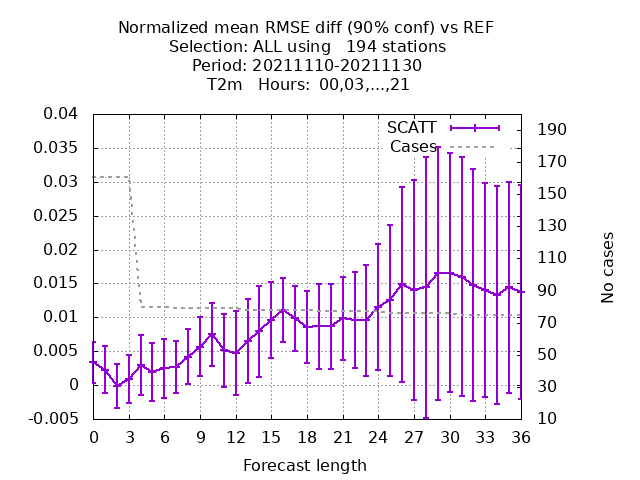 Normalized mean RMSE diff (90% conf) vs REF
Selection: ALL using   194 stations
Period: 20211110-20211130
T2m   Hours:  00,03,...,21
SCATT
Cases
0.04
0.035
0.03
0.025
0.02
0.015
0.01
0.005
0
-0.005
190
170
150
130
110
90
70
50
30
10
No cases
0 3 6 9 12 15 18 21 24 27 30 33 36
Forecast length